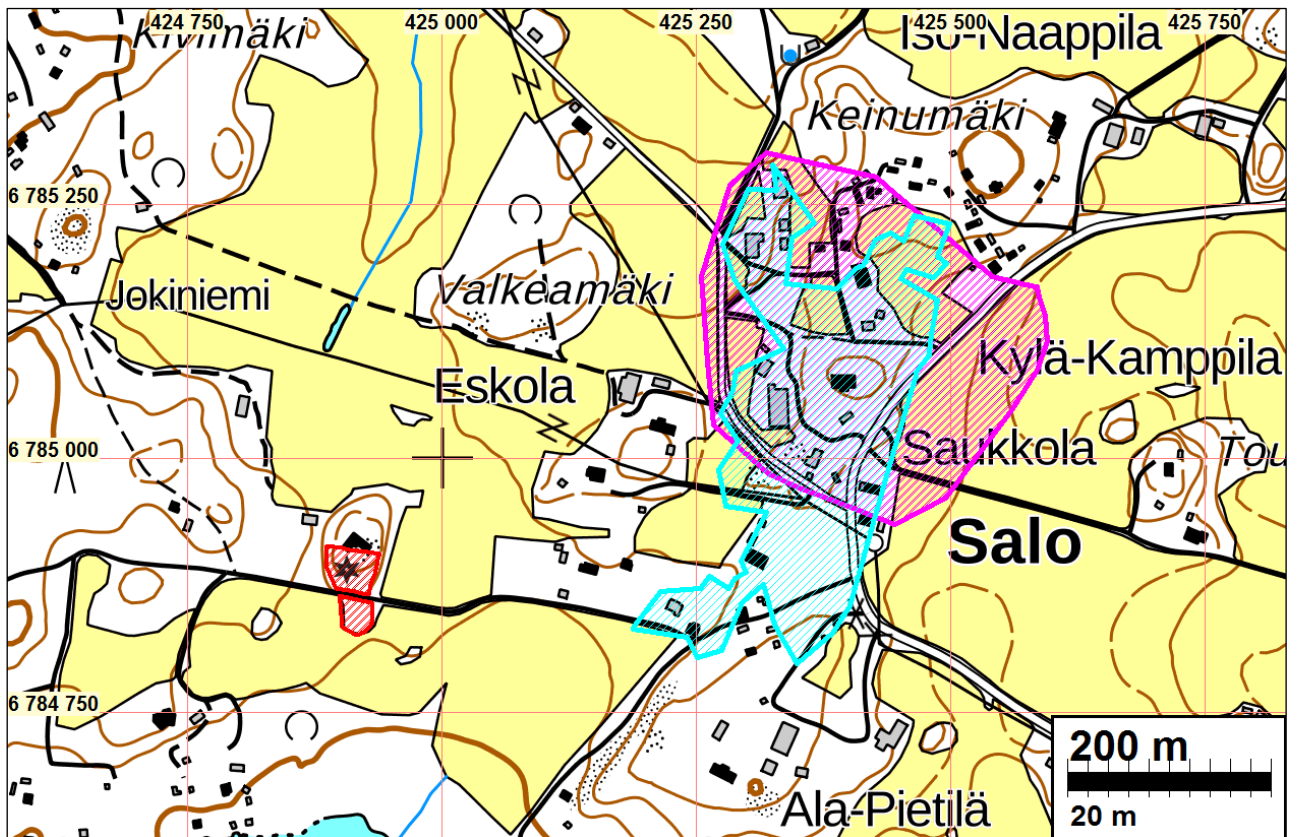 424 750
425 000
425 250
425 500
425 750
Kivimäki
Iso-Naappila
Keinumäki
6 785 250
Jokiniemi
Valkeamäki
Eskola
Kylä-Kamppila
6 785 000
Saukkola
Tou
Salo
6 784 750
200 m
20 m
Ala-Pietilä